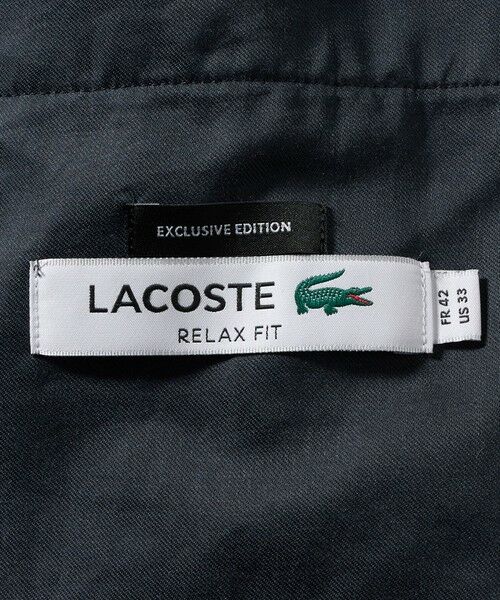 EXCLUSIVE EDITION
LACOSTE
RELAX FIT
FR 42
US 33